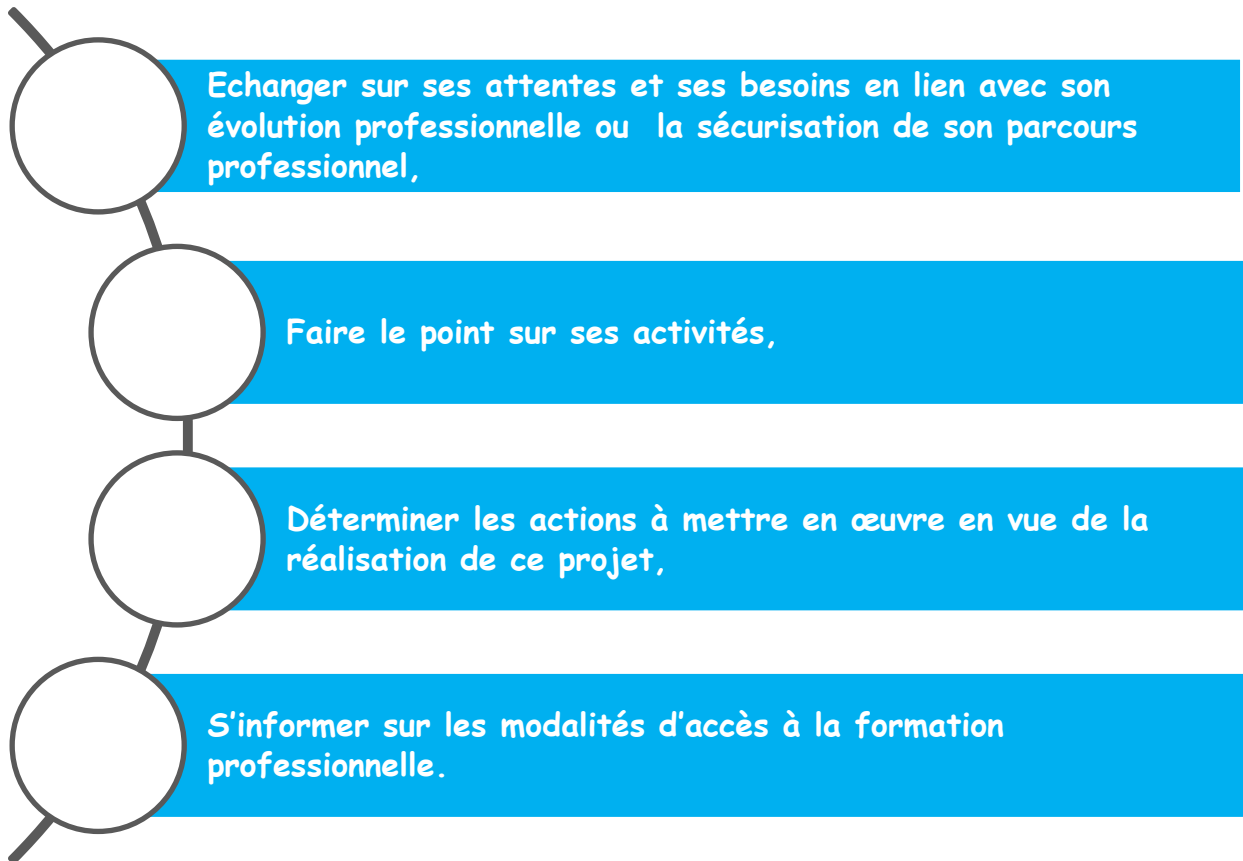 Echanger sur ses attentes et ses besoins en lien avec son
évolution professionnelle ou  la sécurisation de son parcours
professionnel,
Faire le point sur ses activités,
Déterminer les actions à mettre en œuvre en vue de la
réalisation de ce projet,
S’informer sur les modalités d’accès à la formation
professionnelle.